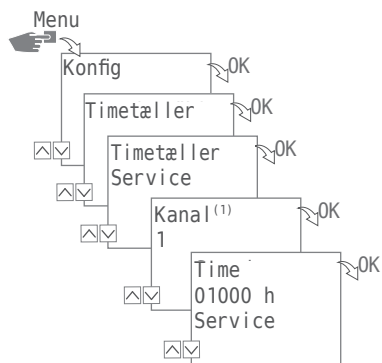 Menu
Konfig
OK
Timetæller
OK
Timetæller
Service
OK
Kanal(1)
1
OK
Time
01000 h
Service
OK